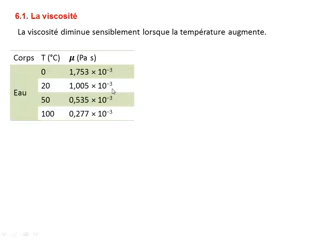 6.1. La viscosité
La viscosité diminue sensiblement lorsque la température augmente.
Corps T (°C) μ (Pa s)
0 1,753 × 10⁻³
20 1,005 × 10⁻³
Eau
50 0,535 × 10⁻³
100 0,277 × 10⁻³